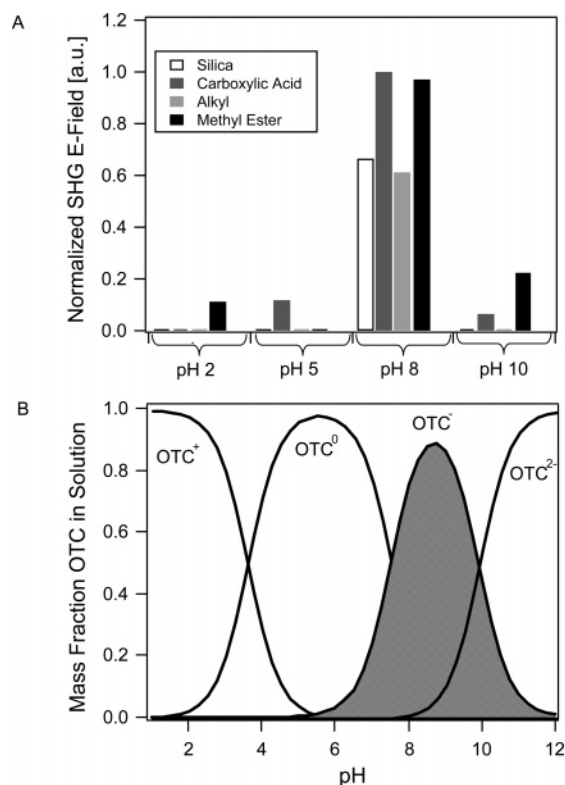 A
Normalized SHG E-Field [a.u.]
1.2
1.0
0.8
0.6
0.4
0.2
0.0
Silica
Carboxylic Acid
Alkyl
Methyl Ester
pH 2 pH 5 pH 8 pH 10
B
Mass Fraction OTC in Solution
1.0
0.8
0.6
0.4
0.2
0.0
OTC⁺ OTC⁰ OTC⁻ OTC²⁻
2 4 6 8 10 12
pH